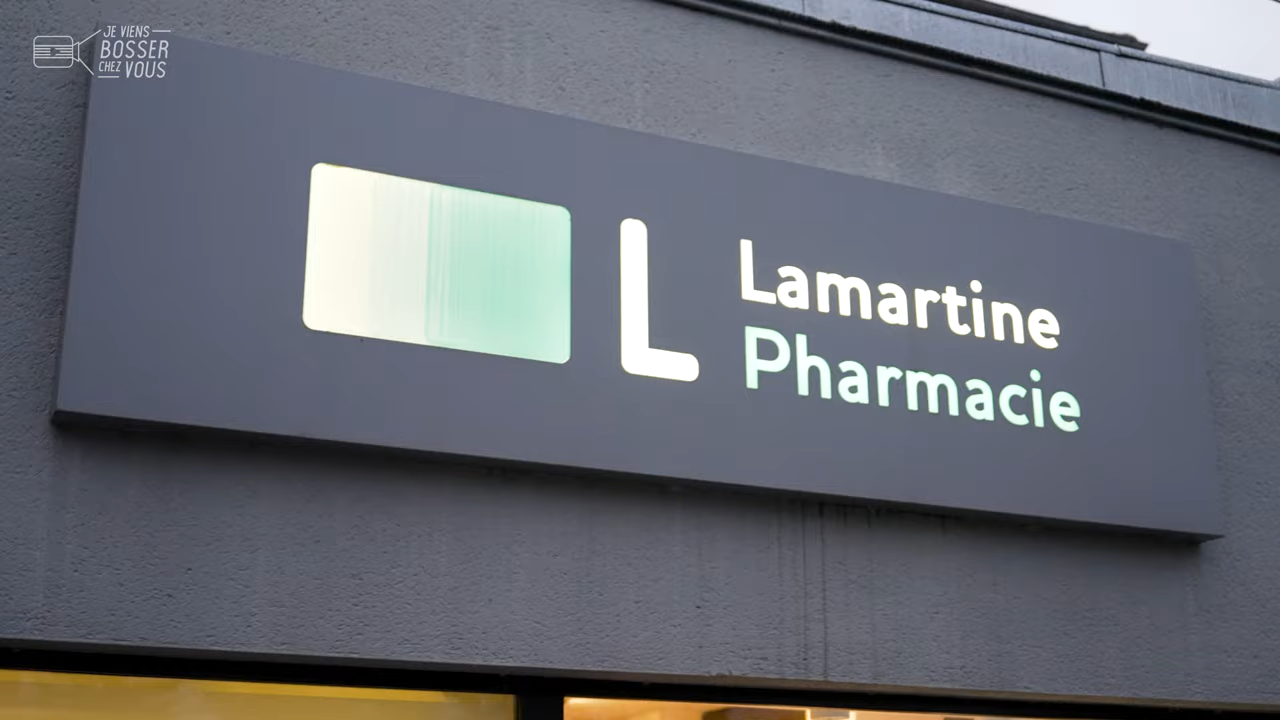 JE VIENS
BOSSER
CHEZ VOUS
L
Lamartine
Pharmacie